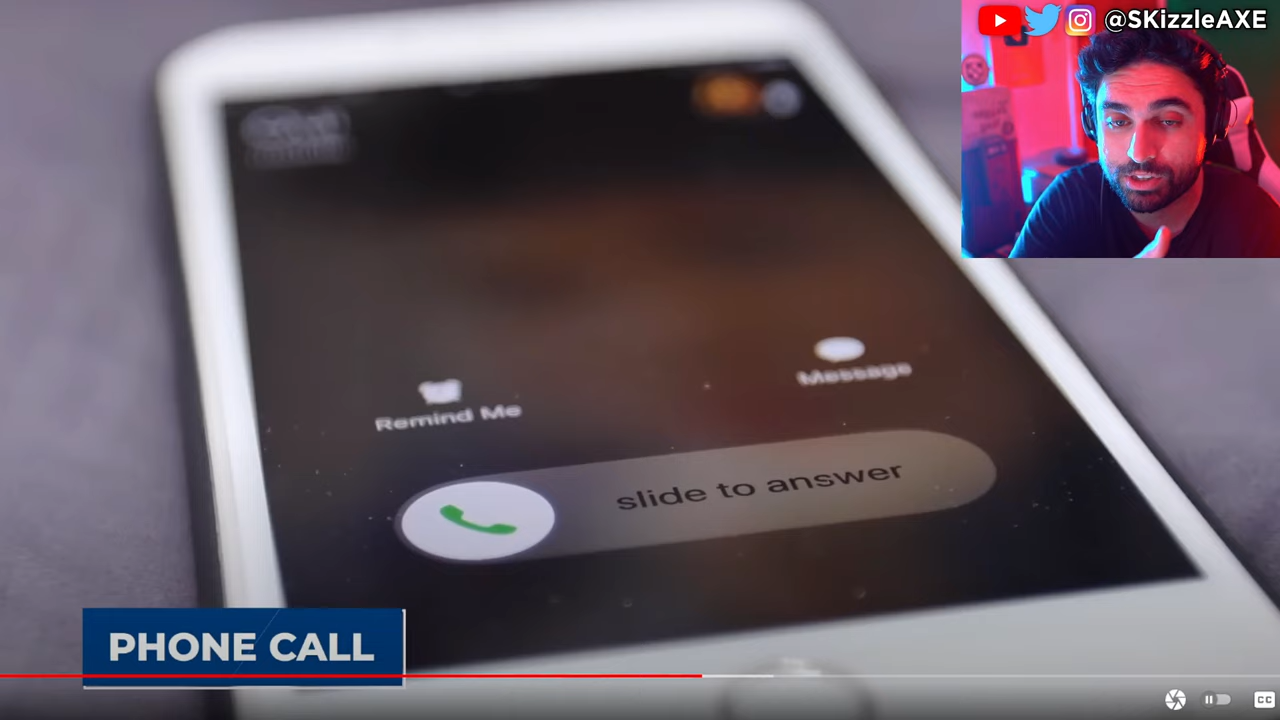 @SKizzleAXE
Remind Me
Message
slide to answer
PHONE CALL
CC